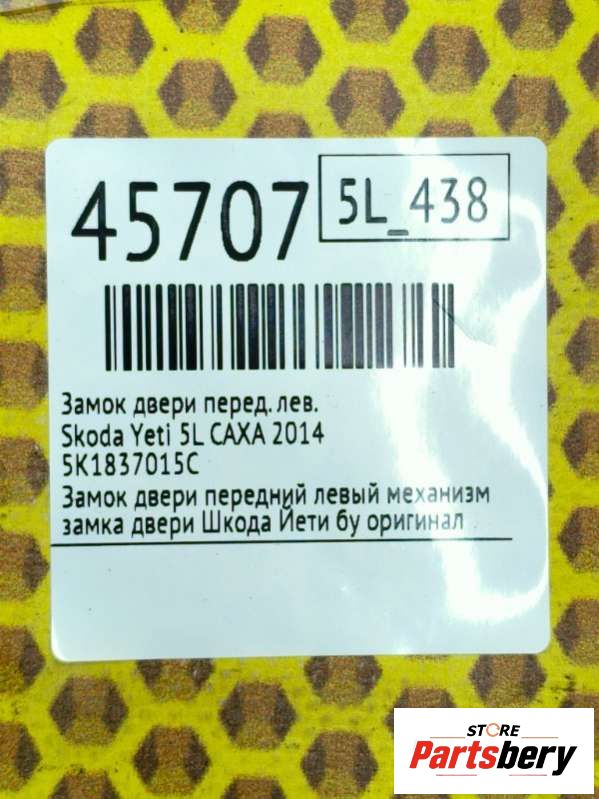 45707
5L_438
Замок двери перед. лев.
Skoda Yeti 5L CAXA 2014
5K1837015C
Замок двери передний левый механизм
замка двери Шкода Йети бу оригинал
STORE
Partsbery